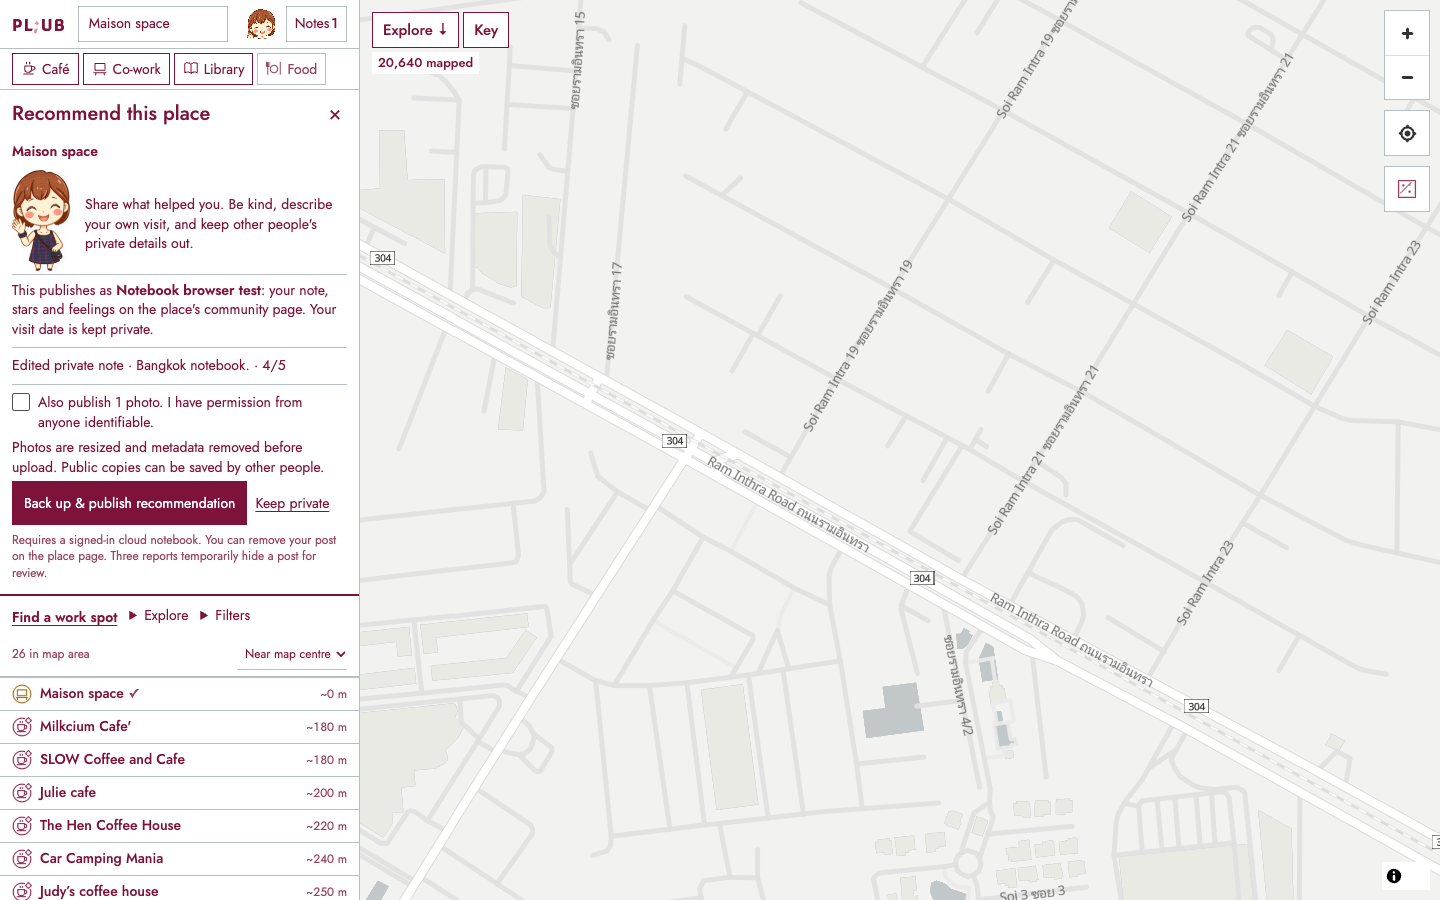 PL:UB
Maison space
Notes 1
Café
Co-work
Library
Food
Recommend this place
×
Maison space
Share what helped you. Be kind, describe
your own visit, and keep other people's
private details out.
This publishes as Notebook browser test: your note,
stars and feelings on the place's community page. Your
visit date is kept private.
Edited private note · Bangkok notebook. · 4/5
Also publish 1 photo. I have permission from
anyone identifiable.
Photos are resized and metadata removed before
upload. Public copies can be saved by other people.
Back up & publish recommendation
Keep private
Requires a signed-in cloud notebook. You can remove your post
on the place page. Three reports temporarily hide a post for
review.
Find a work spot
Explore
Filters
26 in map area
Near map centre
Maison space ✓
~0 m
Milkcium Cafe'
~180 m
SLOW Coffee and Cafe
~180 m
Julie cafe
~200 m
The Hen Coffee House
~220 m
Car Camping Mania
~240 m
Judy's coffee house
~250 m
Explore ↓
Key
20,640 mapped
ซอยรามอินทรา 15
Soi Ram Intra 19 ซอยราม
Soi Ram Intra 21 ซอยรามอินทรา 21
Soi Ram Intra 23
304
ซอยรามอินทรา 17
Soi Ram Intra 19 ซอยรามอินทรา 19
Soi Ram Intra 21 ซอยรามอินทรา 21
304
Ram Inthra Road ถนนรามอินทรา
304
Soi Ram Intra 23
Ram Inthra Road ถนนรามอินทรา
ซอยรามอินทรา 4/2
304
Soi 3 ซอย 3
+
−